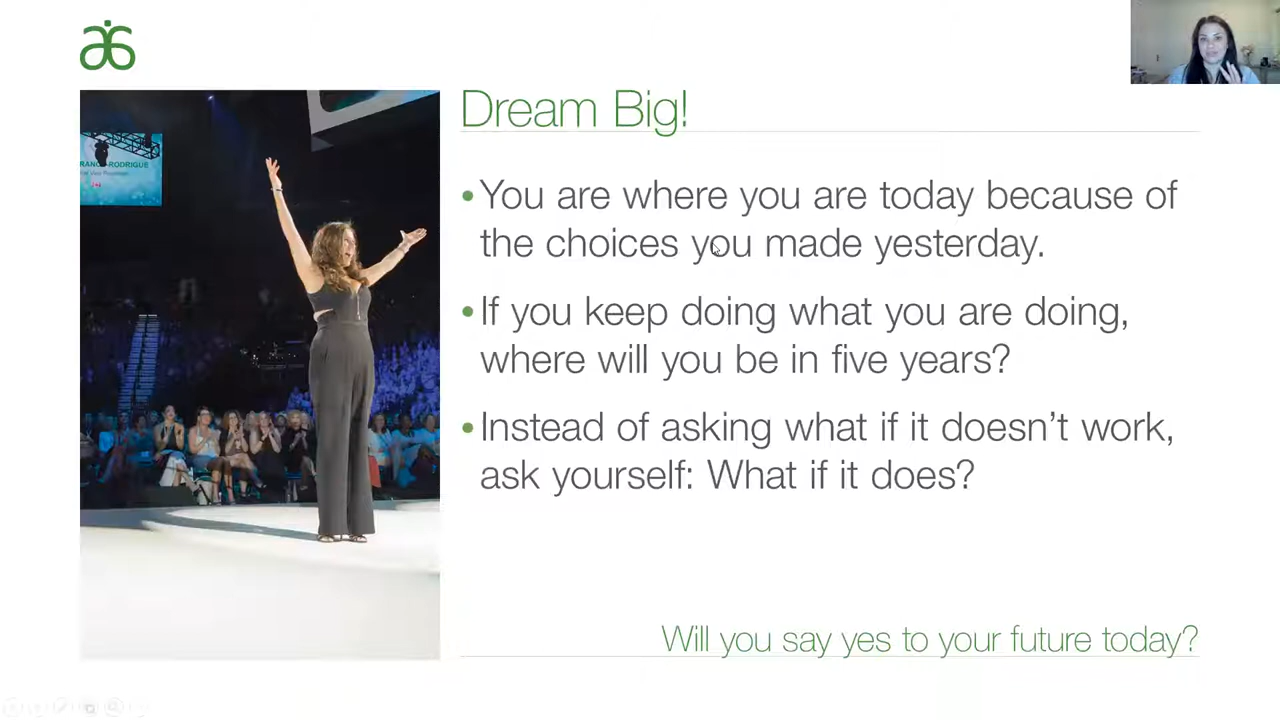 Dream Big!
•You are where you are today because of
the choices you made yesterday.
•If you keep doing what you are doing,
where will you be in five years?
•Instead of asking what if it doesn’t work,
ask yourself: What if it does?
Will you say yes to your future today?